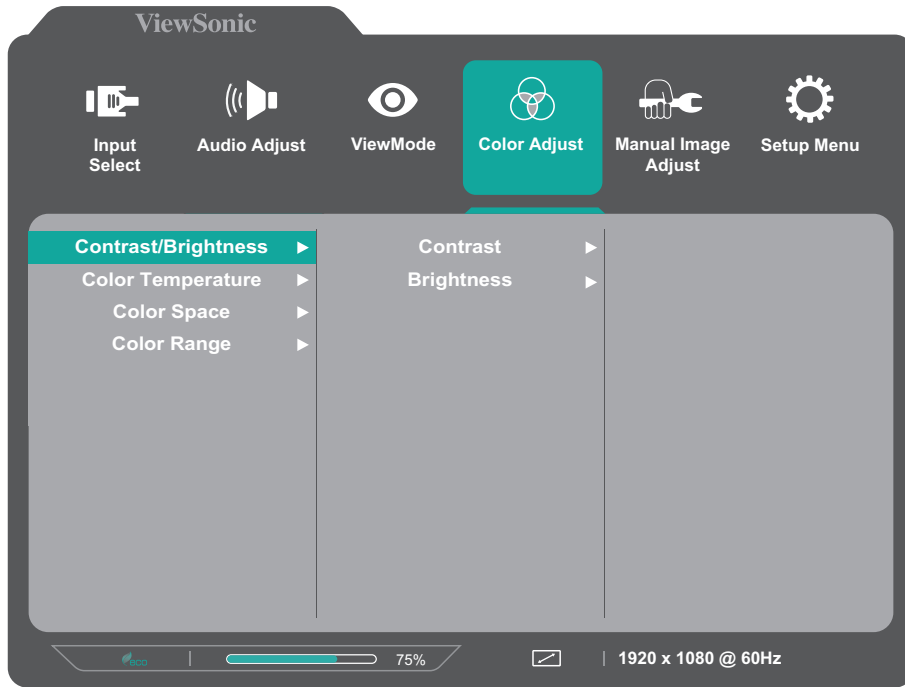 ViewSonic
Input
Select
Audio Adjust
ViewMode
Color Adjust
Manual Image
Adjust
Setup Menu
Contrast/Brightness
Color Temperature
Color Space
Color Range
Contrast
Brightness
eco
75%
1920 x 1080 @ 60Hz